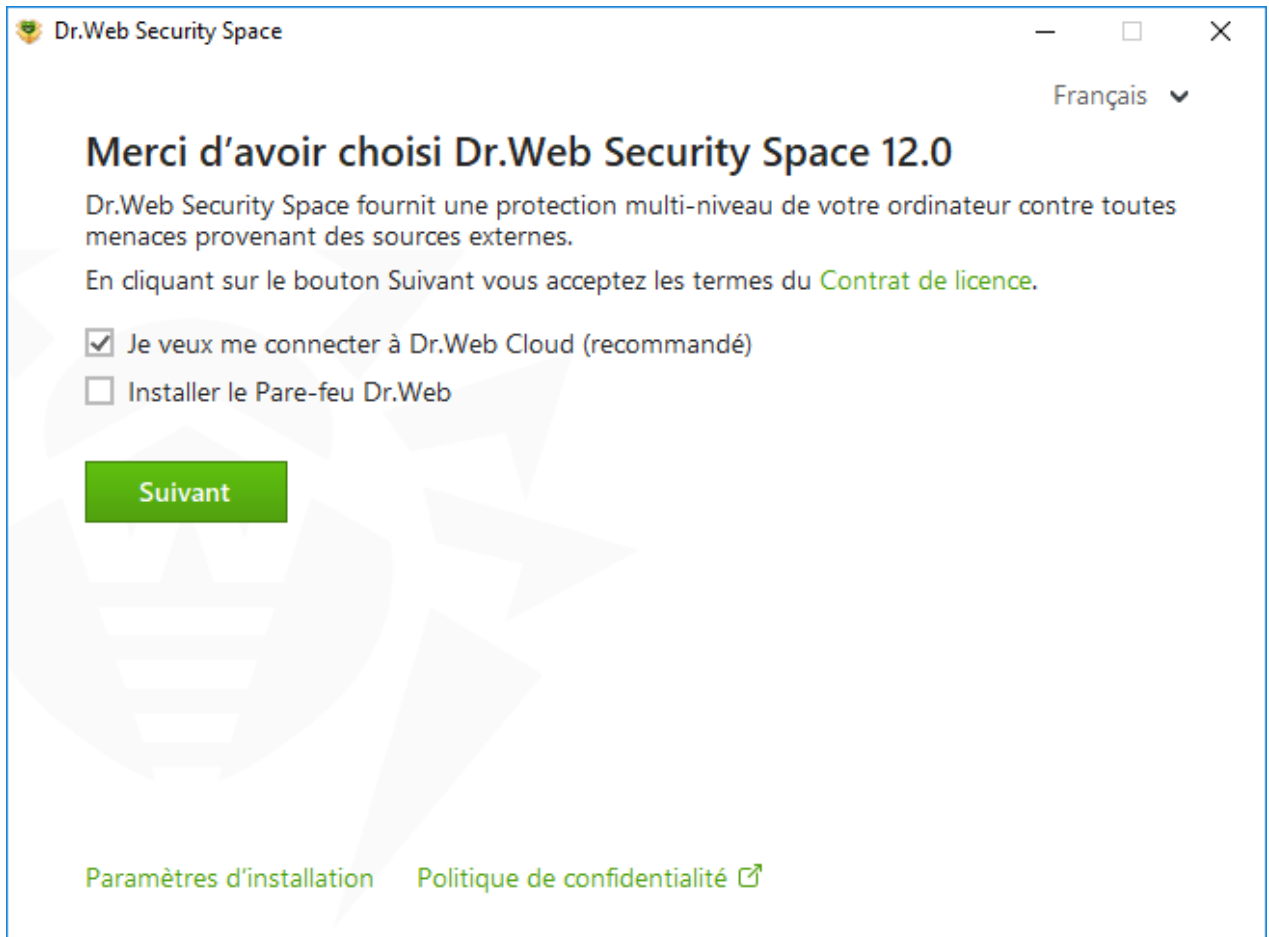 Dr.Web Security Space
Français
Merci d’avoir choisi Dr.Web Security Space 12.0
Dr.Web Security Space fournit une protection multi-niveau de votre ordinateur contre toutes
menaces provenant des sources externes.
En cliquant sur le bouton Suivant vous acceptez les termes du Contrat de licence.
Je veux me connecter à Dr.Web Cloud (recommandé)
Installer le Pare-feu Dr.Web
Suivant
Paramètres d’installation Politique de confidentialité